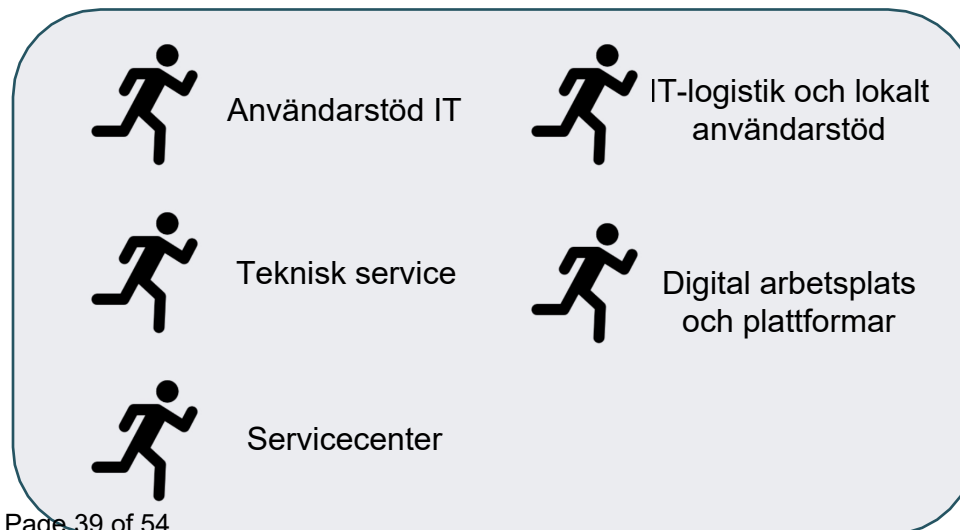 Användarstöd IT
IT-logistik och lokalt
användarstöd
Teknisk service
Digital arbetsplats
och plattformar
Servicecenter
Page 39 of 54